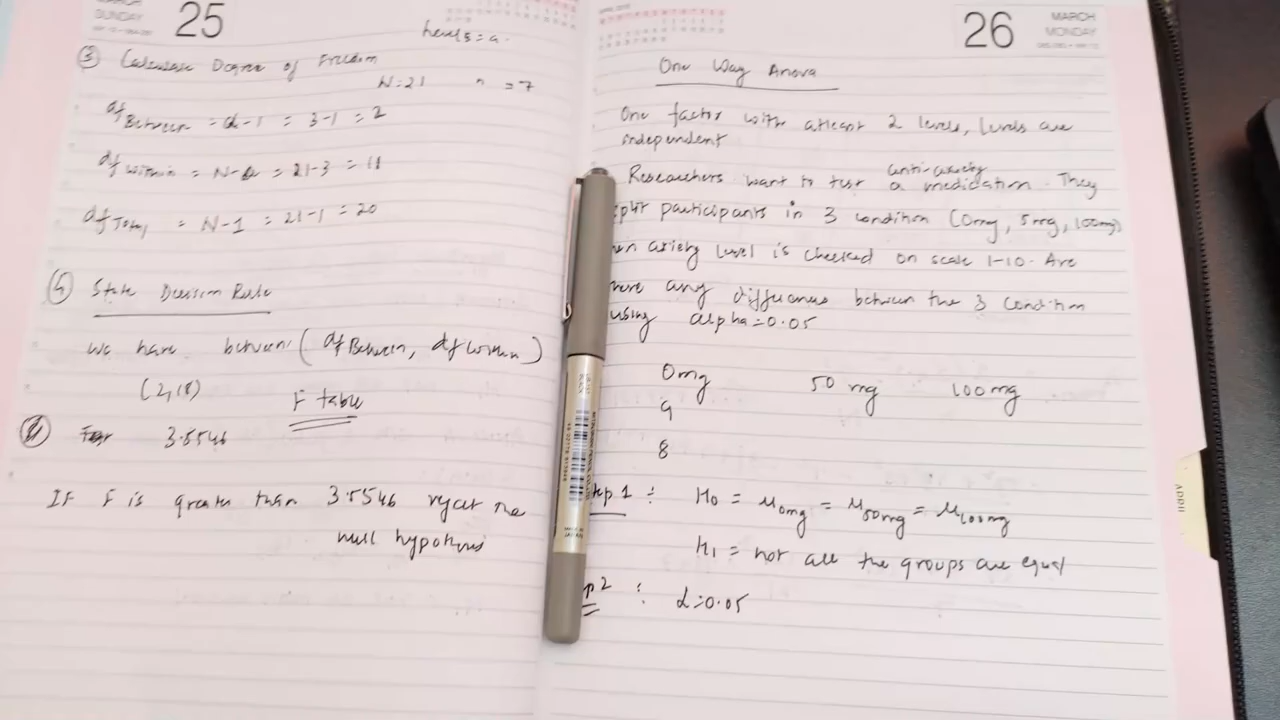 SUNDAY
25
levels = a.
③ Calculate Degree of Freedom
N=21 " =7
df Between = a-1 = 3-1 = 2
df within = N-a = 21-3 = 18
df Total = N-1 = 21-1 = 20
④ State Decision Rule
We have between (df Between, df Within)
(2,18)
F table
3.5546
If F is greater than 3.5546 reject the
null hypothesis
26
MARCH
MONDAY
One Way Anova
One factor with atleast 2 levels, levels are
independent
anti-anxiety
Researchers want to test a medication. They
split participants in 3 condition (0mg, 5mg, 100mg)
anxiety level is checked on scale 1-10. Are
any differences between the 3 condition
using alpha=0.05
0mg 50 mg 100mg
9
8
Step 1 : H0 = μ0mg = μ50mg = μ100mg
H1 = not all the groups are equal
2 : α=0.05
ADDR